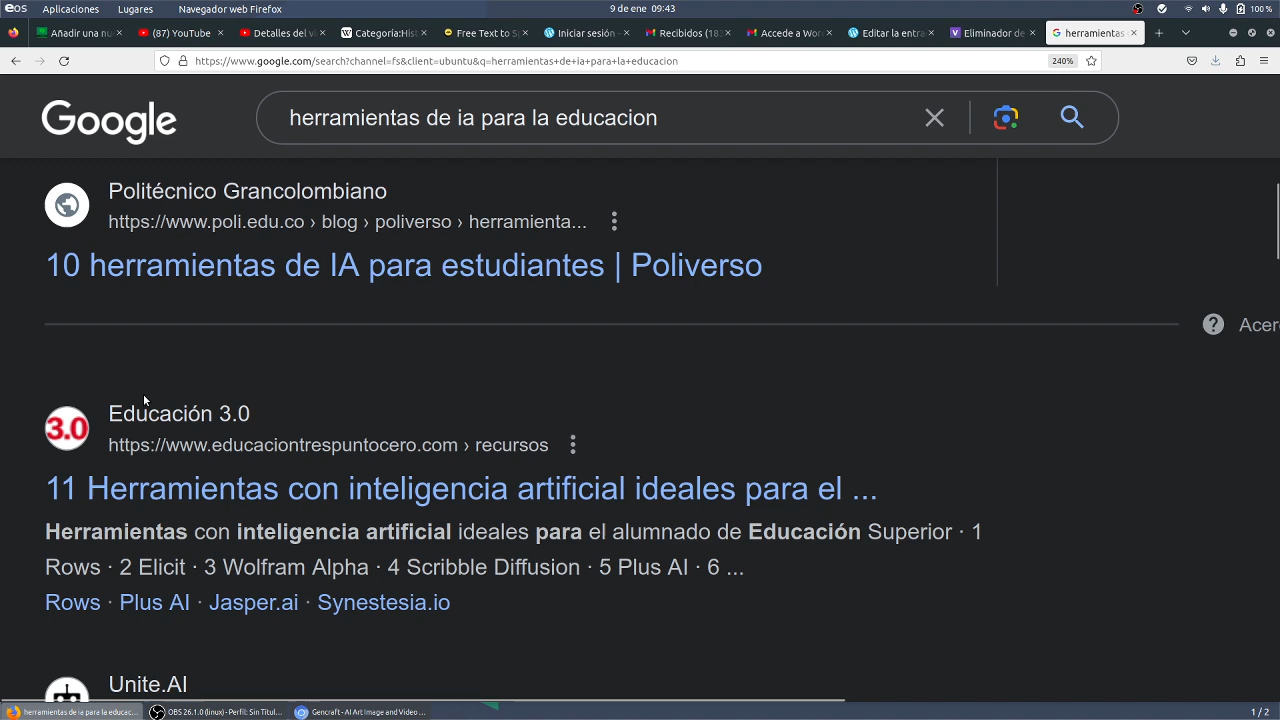 eos Aplicaciones Lugares Navegador web Firefox 9 de ene 09:43 100 %
Añadir una nu (87) YouTube Detalles del vi Categoría:Hist Free Text to Sp Iniciar sesión - Recibidos (183 Accede a Wor Editar la entra Eliminador de herramientas
https://www.google.com/search?channel=fs&client=ubuntu&q=herramientas+de+ia+para+la+educacion 240%
Google herramientas de ia para la educacion
Politécnico Grancolombiano
https://www.poli.edu.co › blog › poliverso › herramienta...
10 herramientas de IA para estudiantes | Poliverso
Acer
3.0 Educación 3.0
https://www.educaciontrespuntocero.com › recursos
11 Herramientas con inteligencia artificial ideales para el ...
Herramientas con inteligencia artificial ideales para el alumnado de Educación Superior · 1
Rows · 2 Elicit · 3 Wolfram Alpha · 4 Scribble Diffusion · 5 Plus AI · 6 ...
Rows · Plus AI · Jasper.ai · Synestesia.io
Unite.AI
herramientas de ia para la educac... OBS 26.1.0 (linux) - Perfil: Sin Títul... Gencraft - AI Art Image and Video ... 1 / 2